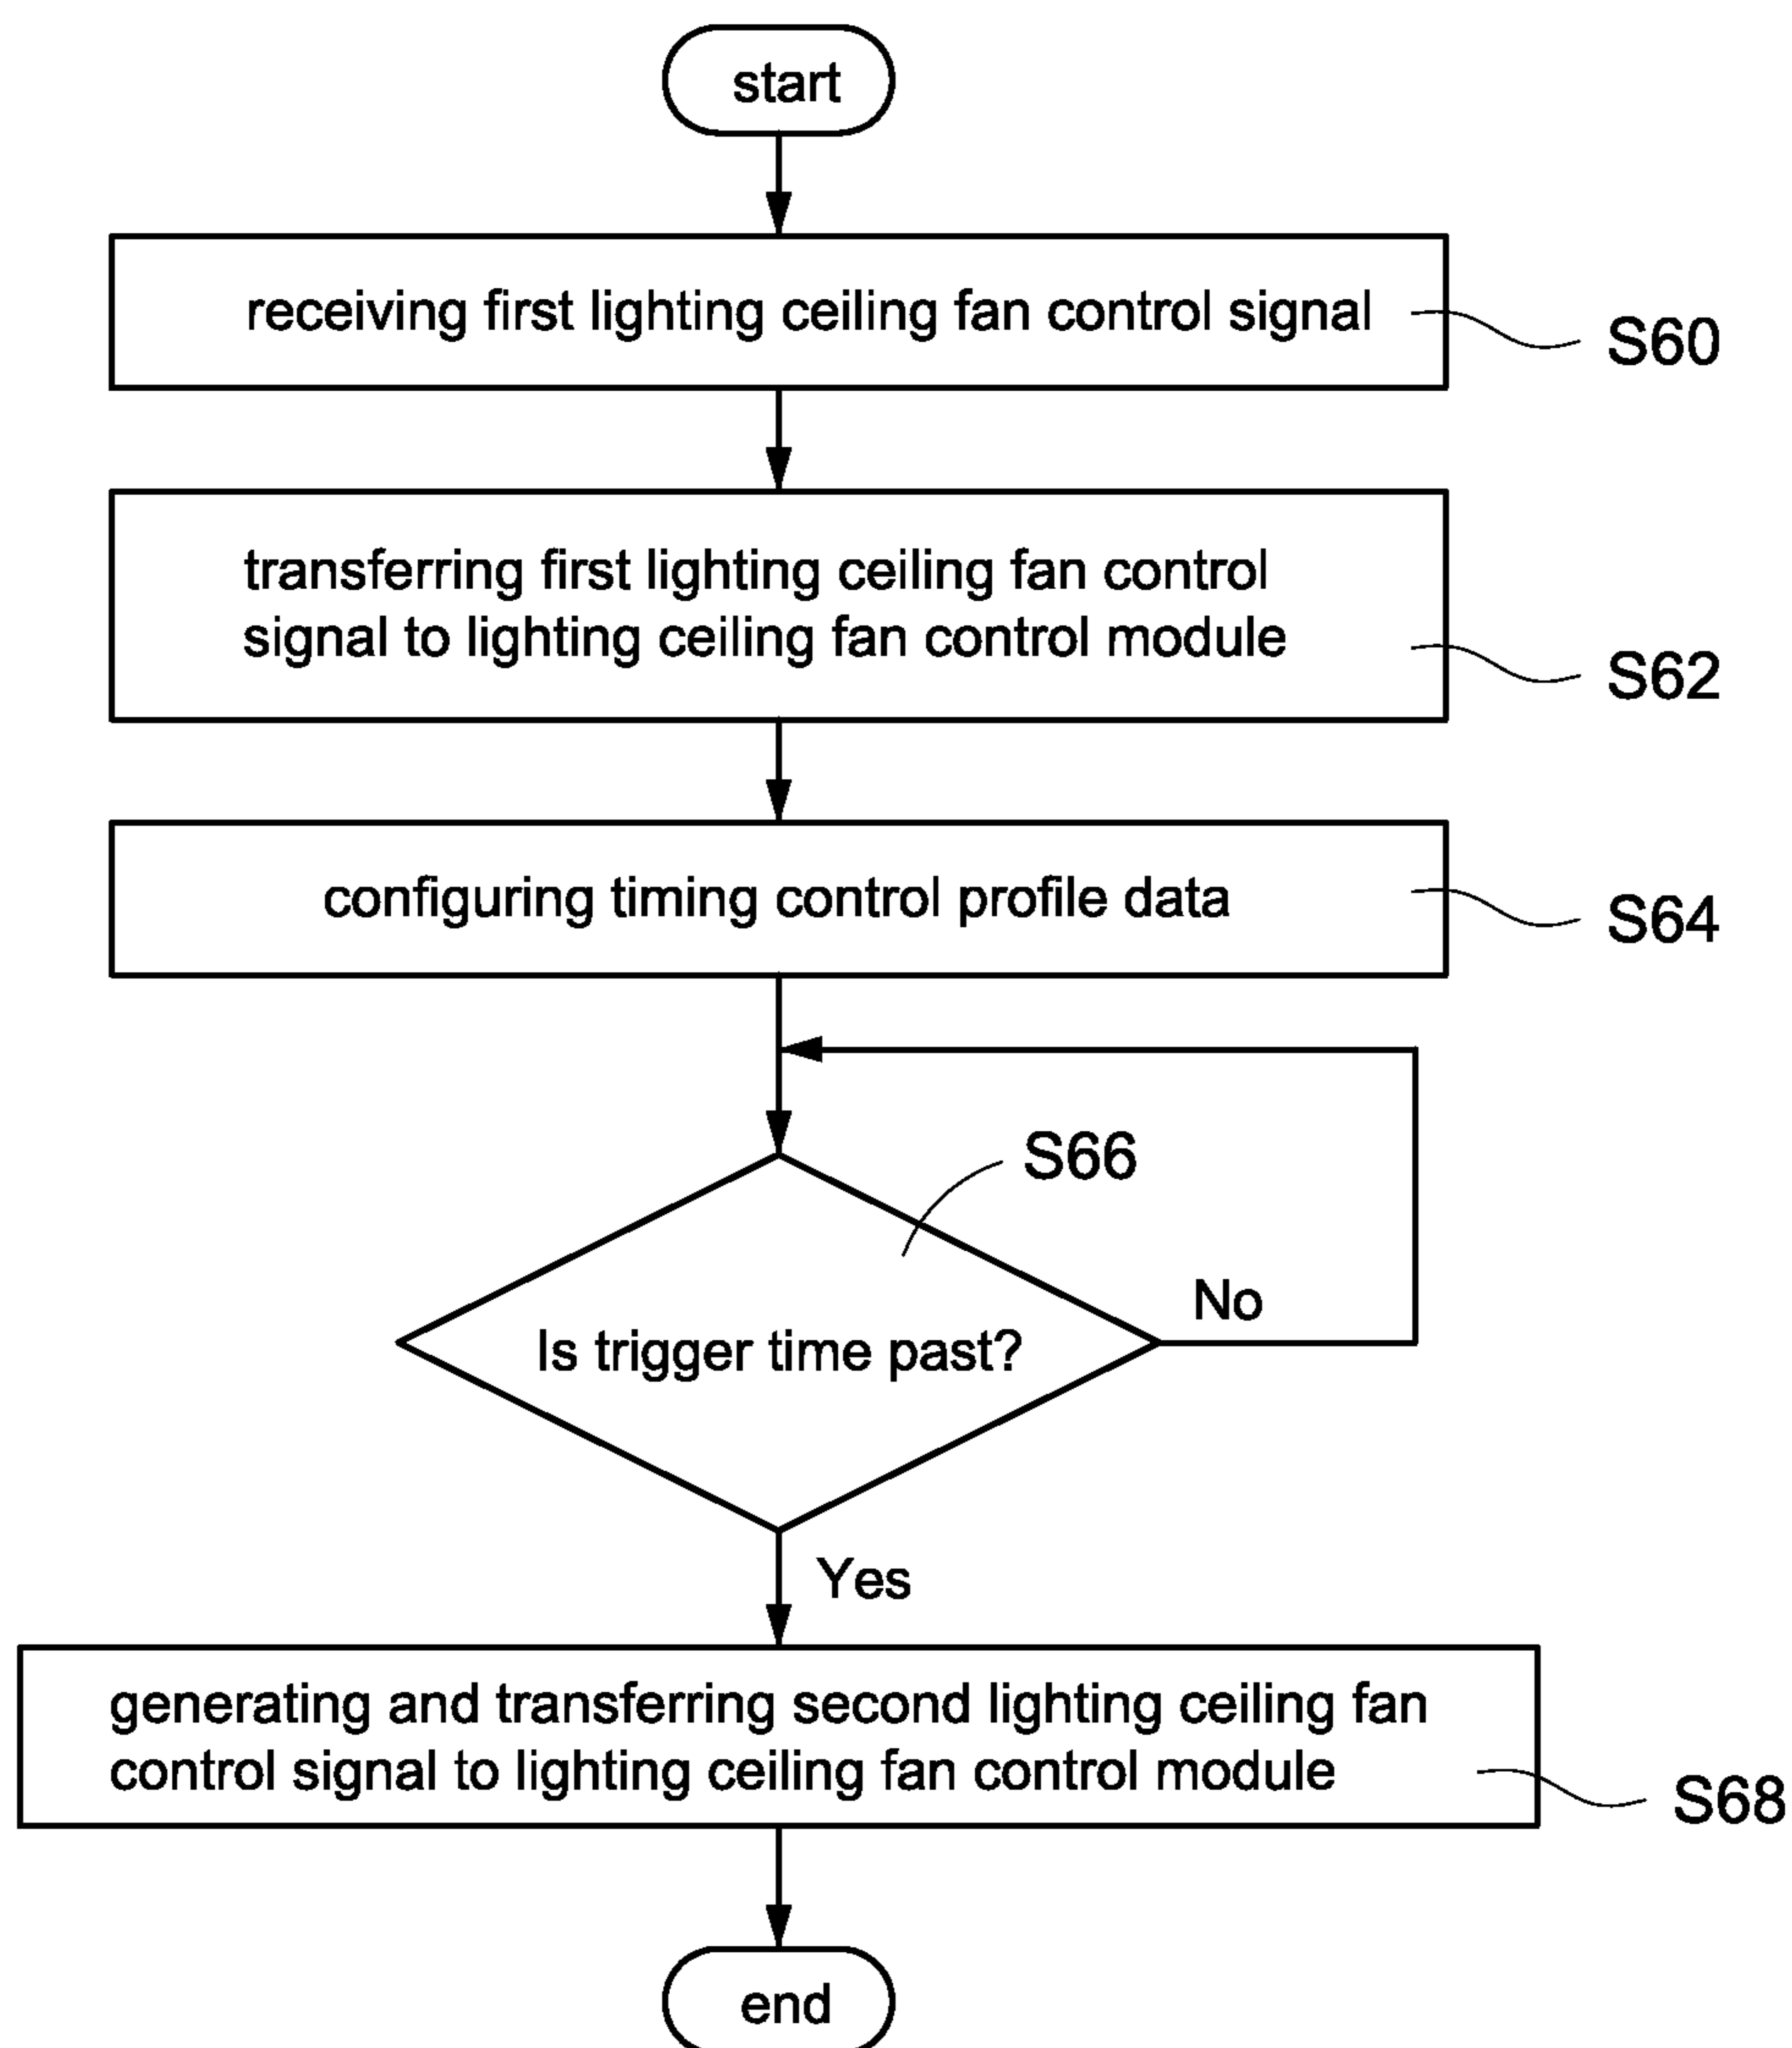 start
receiving first lighting ceiling fan control signal
S60
transferring first lighting ceiling fan control
signal to lighting ceiling fan control module
S62
configuring timing control profile data
S64
S66
No
Is trigger time past?
Yes
generating and transferring second lighting ceiling fan
control signal to lighting ceiling fan control module
S68
end